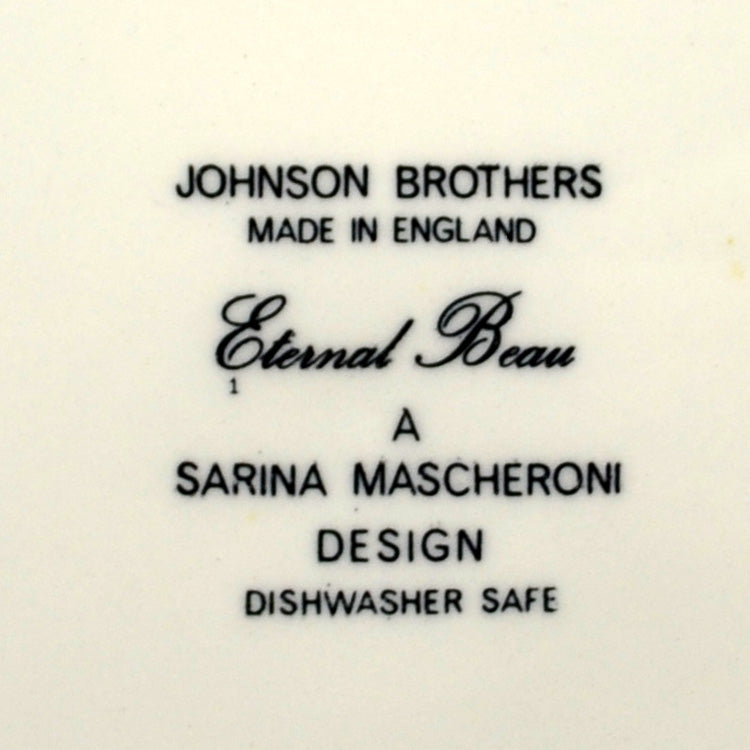 JOHNSON BROTHERS
MADE IN ENGLAND
Eternal Beau
1
A
SARINA MASCHERONI
DESIGN
DISHWASHER SAFE